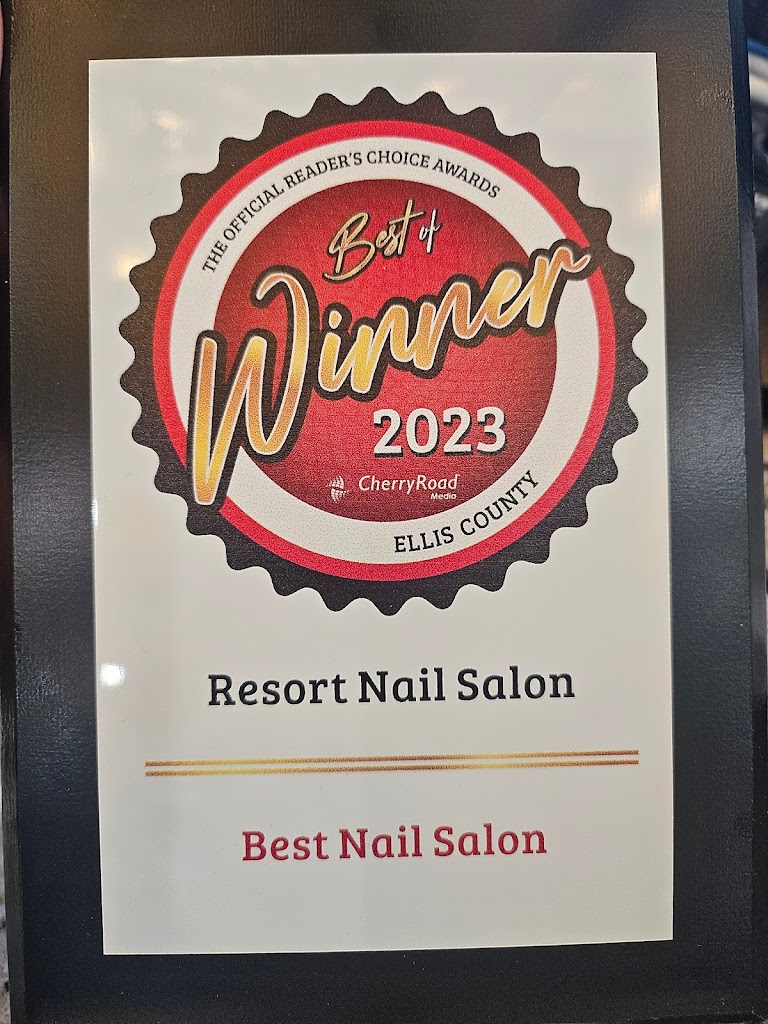 THE OFFICIAL READER'S CHOICE AWARDS
Best of
Winner
2023
CherryRoad
Media
ELLIS COUNTY
Resort Nail Salon
Best Nail Salon